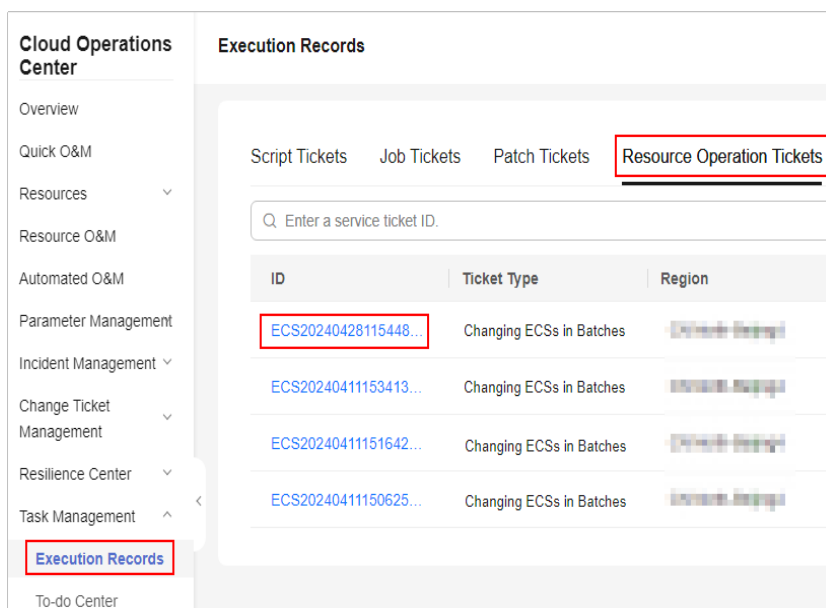 Cloud Operations
Center
Execution Records
Overview
Quick O&M
Resources
Resource O&M
Automated O&M
Parameter Management
Incident Management
Change Ticket
Management
Resilience Center
Task Management
Execution Records
To-do Center
Script Tickets Job Tickets Patch Tickets Resource Operation Tickets
Enter a service ticket ID.
ID Ticket Type Region
ECS20240428115448... Changing ECSs in Batches
ECS20240411153413... Changing ECSs in Batches
ECS20240411151642... Changing ECSs in Batches
ECS20240411150625... Changing ECSs in Batches